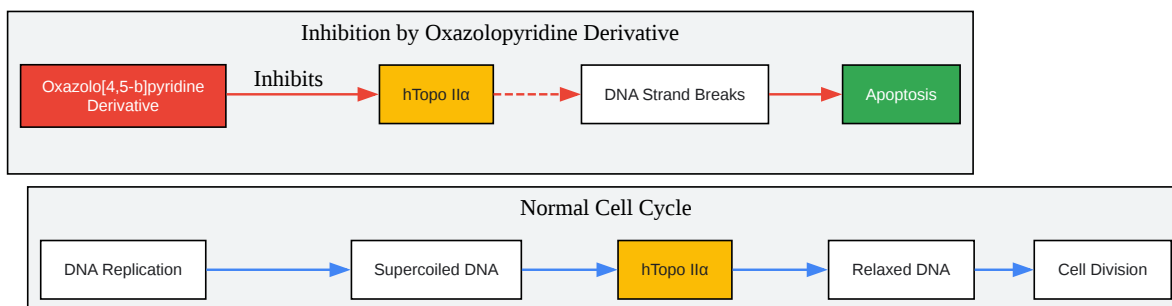 Inhibition by Oxazolopyridine Derivative
Oxazolo[4,5-b]pyridine
Derivative
Inhibits
hTopo IIα
DNA Strand Breaks
Apoptosis
Normal Cell Cycle
DNA Replication
Supercoiled DNA
hTopo IIα
Relaxed DNA
Cell Division